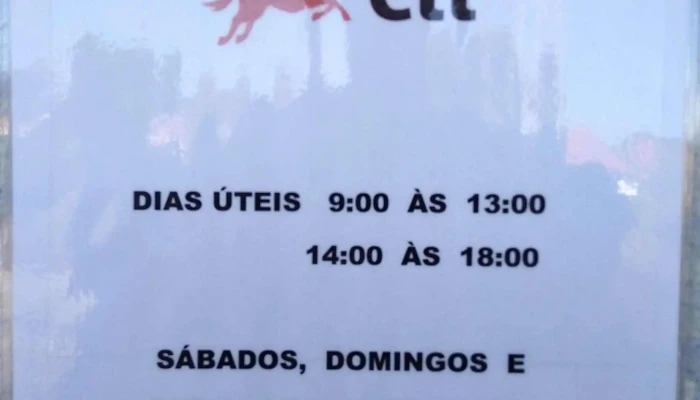 ctt
DIAS ÚTEIS 9:00 ÀS 13:00
14:00 ÀS 18:00
SÁBADOS, DOMINGOS E